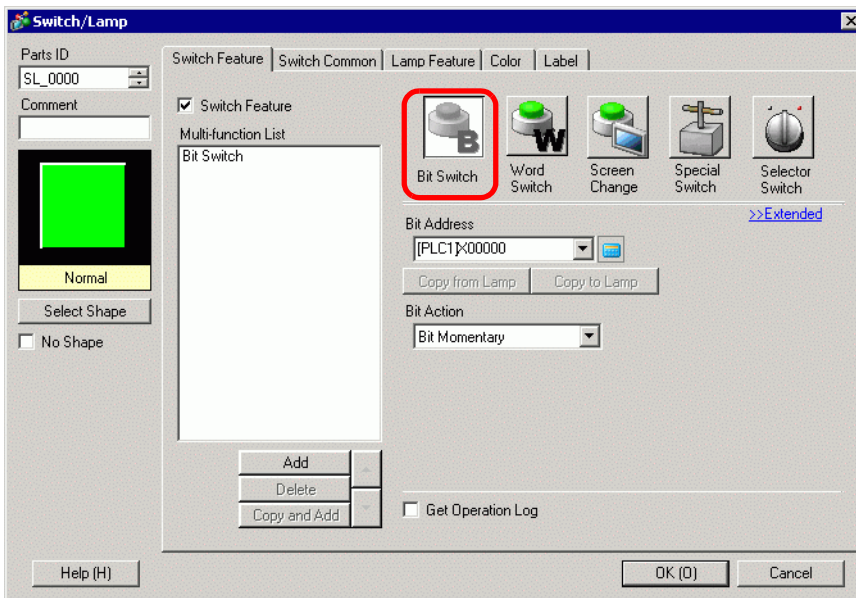 Switch/Lamp
Parts ID
SL_0000
Comment
Normal
Select Shape
No Shape
Switch Feature
Switch Common
Lamp Feature
Color
Label
Switch Feature
Multi-function List
Bit Switch
Add
Delete
Copy and Add
B
Bit Switch
W
Word
Switch
Screen
Change
Special
Switch
Selector
Switch
>>Extended
Bit Address
[PLC1]X00000
Copy from Lamp
Copy to Lamp
Bit Action
Bit Momentary
Get Operation Log
Help (H)
OK (O)
Cancel